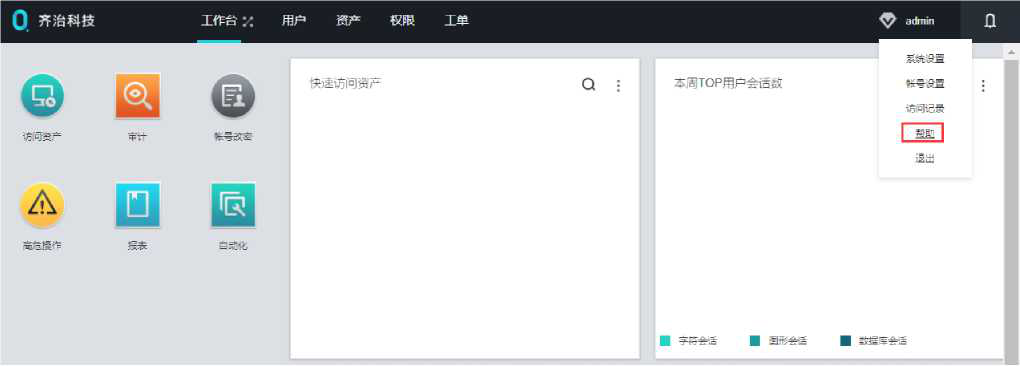 齐治科技 工作台 用户 资产 权限 工单 admin
系统设置
帐号设置
访问记录
帮助
退出
访问资产 审计 帐号改密
高危操作 报表 自动化
快速访问资产
本周TOP用户会话数
字符会话 图形会话 数据库会话